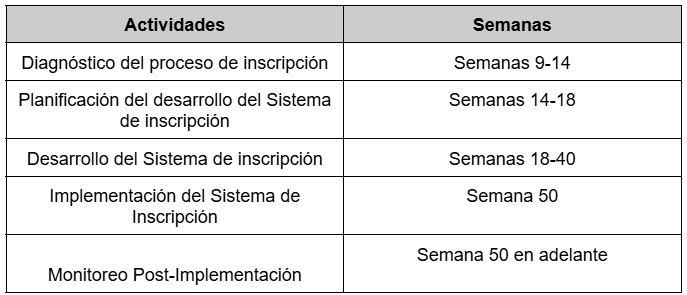 Actividades
Semanas
Diagnóstico del proceso de inscripción
Semanas 9-14
Planificación del desarrollo del Sistema
de inscripción
Semanas 14-18
Desarrollo del Sistema de inscripción
Semanas 18-40
Implementación del Sistema de
Inscripción
Semana 50
Monitoreo Post-Implementación
Semana 50 en adelante